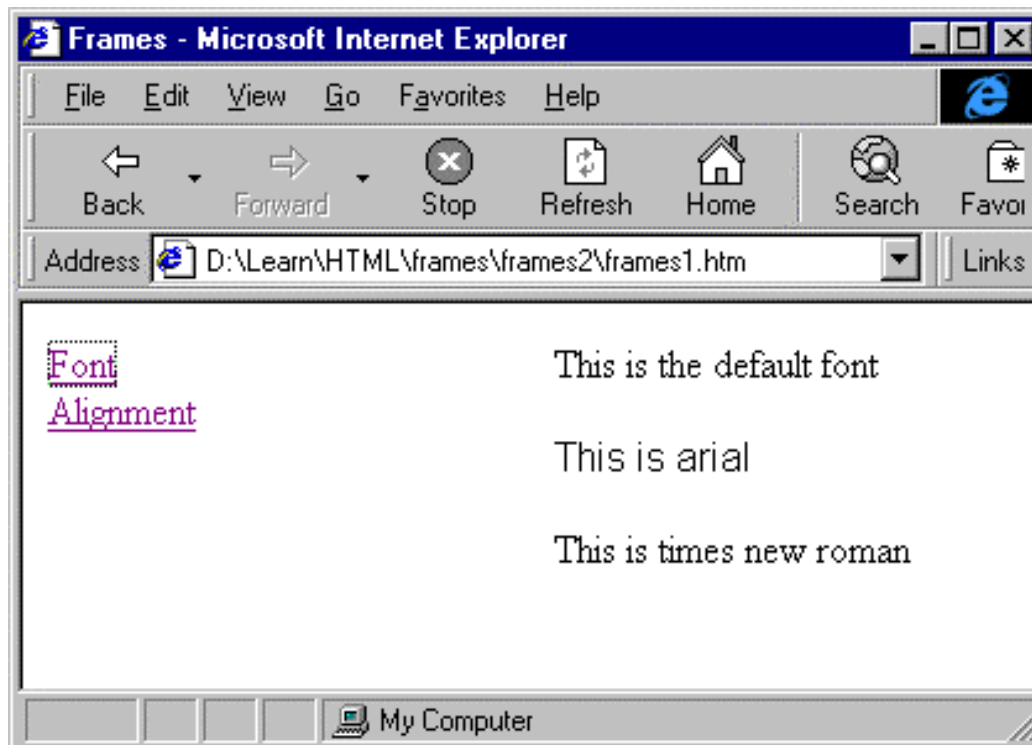 Frames - Microsoft Internet Explorer
File Edit View Go Favorites Help
Back Forward Stop Refresh Home Search Favor
Address D:\Learn\HTML\frames\frames2\frames1.htm Links
Font This is the default font
Alignment
This is arial
This is times new roman
My Computer